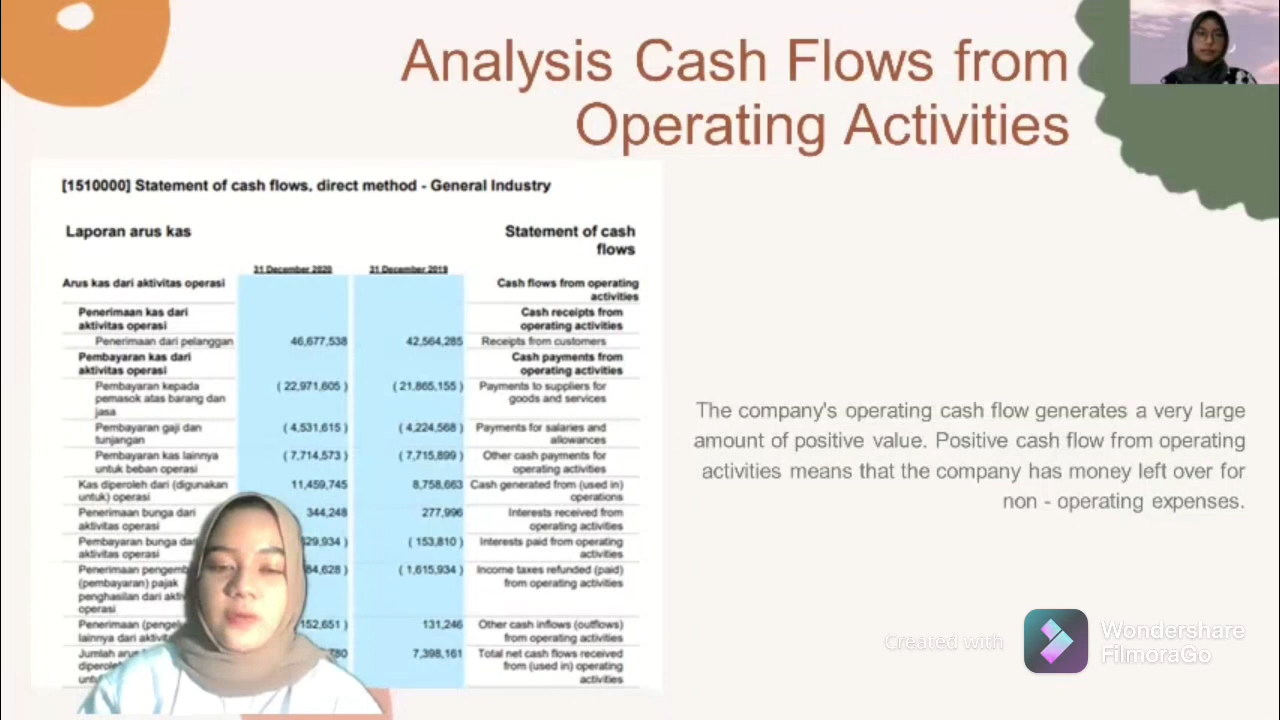 Analysis Cash Flows from
Operating Activities
[1510000] Statement of cash flows, direct method - General Industry
Laporan arus kas
Statement of cash
flows
31 December 2020
31 December 2019
Arus kas dari aktivitas operasi
Cash flows from operating
activities
Penerimaan kas dari
aktivitas operasi
Cash receipts from
operating activities
Penerimaan dari pelanggan 46,677,538 42,564,285 Receipts from customers
Pembayaran kas dari
aktivitas operasi
Cash payments from
operating activities
Pembayaran kepada
pemasok atas barang dan
jasa
( 22,971,605 ) ( 21,865,155 )
Payments to suppliers for
goods and services
Pembayaran gaji dan
tunjangan
( 4,531,615 ) ( 4,224,568 )
Payments for salaries and
allowances
Pembayaran kas lainnya
untuk beban operasi
( 7,714,573 ) ( 7,715,899 )
Other cash payments for
operating activities
Kas diperoleh dari (digunakan
untuk) operasi
11,459,745 8,758,663
Cash generated from (used in)
operations
Penerimaan bunga dari
aktivitas operasi
344,248 277,996
Interests received from
operating activities
Pembayaran bunga
aktivitas operasi
29,934 ) ( 153,810 )
Interests paid from operating
activities
Penerimaan
(pembayaran) pajak
penghasilan dari
operasi
84,628 ) ( 1,615,934 )
Income taxes refunded (paid)
from operating activities
Penerimaan
lainnya dari
152,651 ) 131,246
Other cash inflows (outflows)
from operating activities
Jumlah
780 7,398,161
Total net cash flows received
from (used in) operating
activities
The company's operating cash flow generates a very large
amount of positive value. Positive cash flow from operating
activities means that the company has money left over for
non - operating expenses.
Created with
Wondershare
FilmoraGo